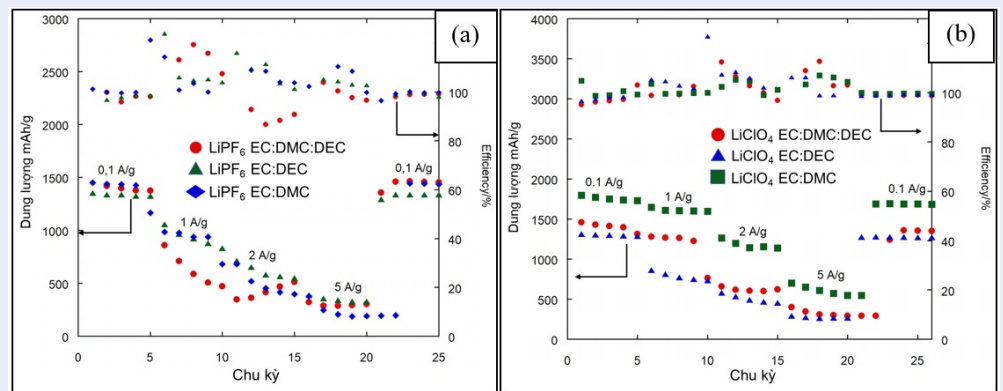 (a)
3000
2500
2000
1500
1000
500
0
Dung lượng mAh/g
100
80
60
40
20
0
Efficiency/%
LiPF₆ EC:DMC:DEC
LiPF₆ EC:DEC
LiPF₆ EC:DMC
0,1 A/g
1 A/g
2 A/g
5 A/g
0,1 A/g
0 5 10 15 20 25
Chu kỳ
(b)
4000
3500
3000
2500
2000
1500
1000
500
0
Dung lượng mAh/g
100
80
60
40
20
0
Efficiency/%
LiClO₄ EC:DMC:DEC
LiClO₄ EC:DEC
LiClO₄ EC:DMC
0.1 A/g
1 A/g
2 A/g
5 A/g
0.1 A/g
0 5 10 15 20 25
Chu kỳ